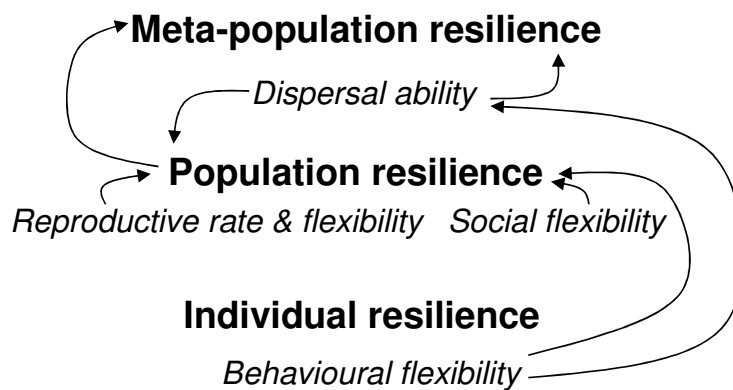 Meta-population resilience
Dispersal ability
Population resilience
Reproductive rate & flexibility Social flexibility
Individual resilience
Behavioural flexibility